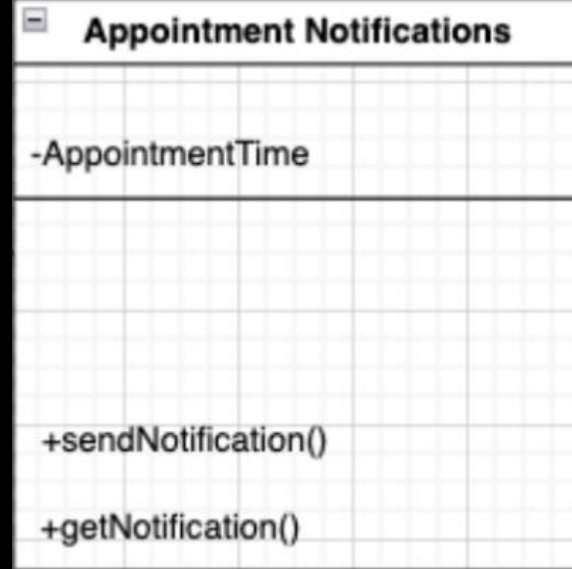 Appointment Notifications
-AppointmentTime
+sendNotification()
+getNotification()